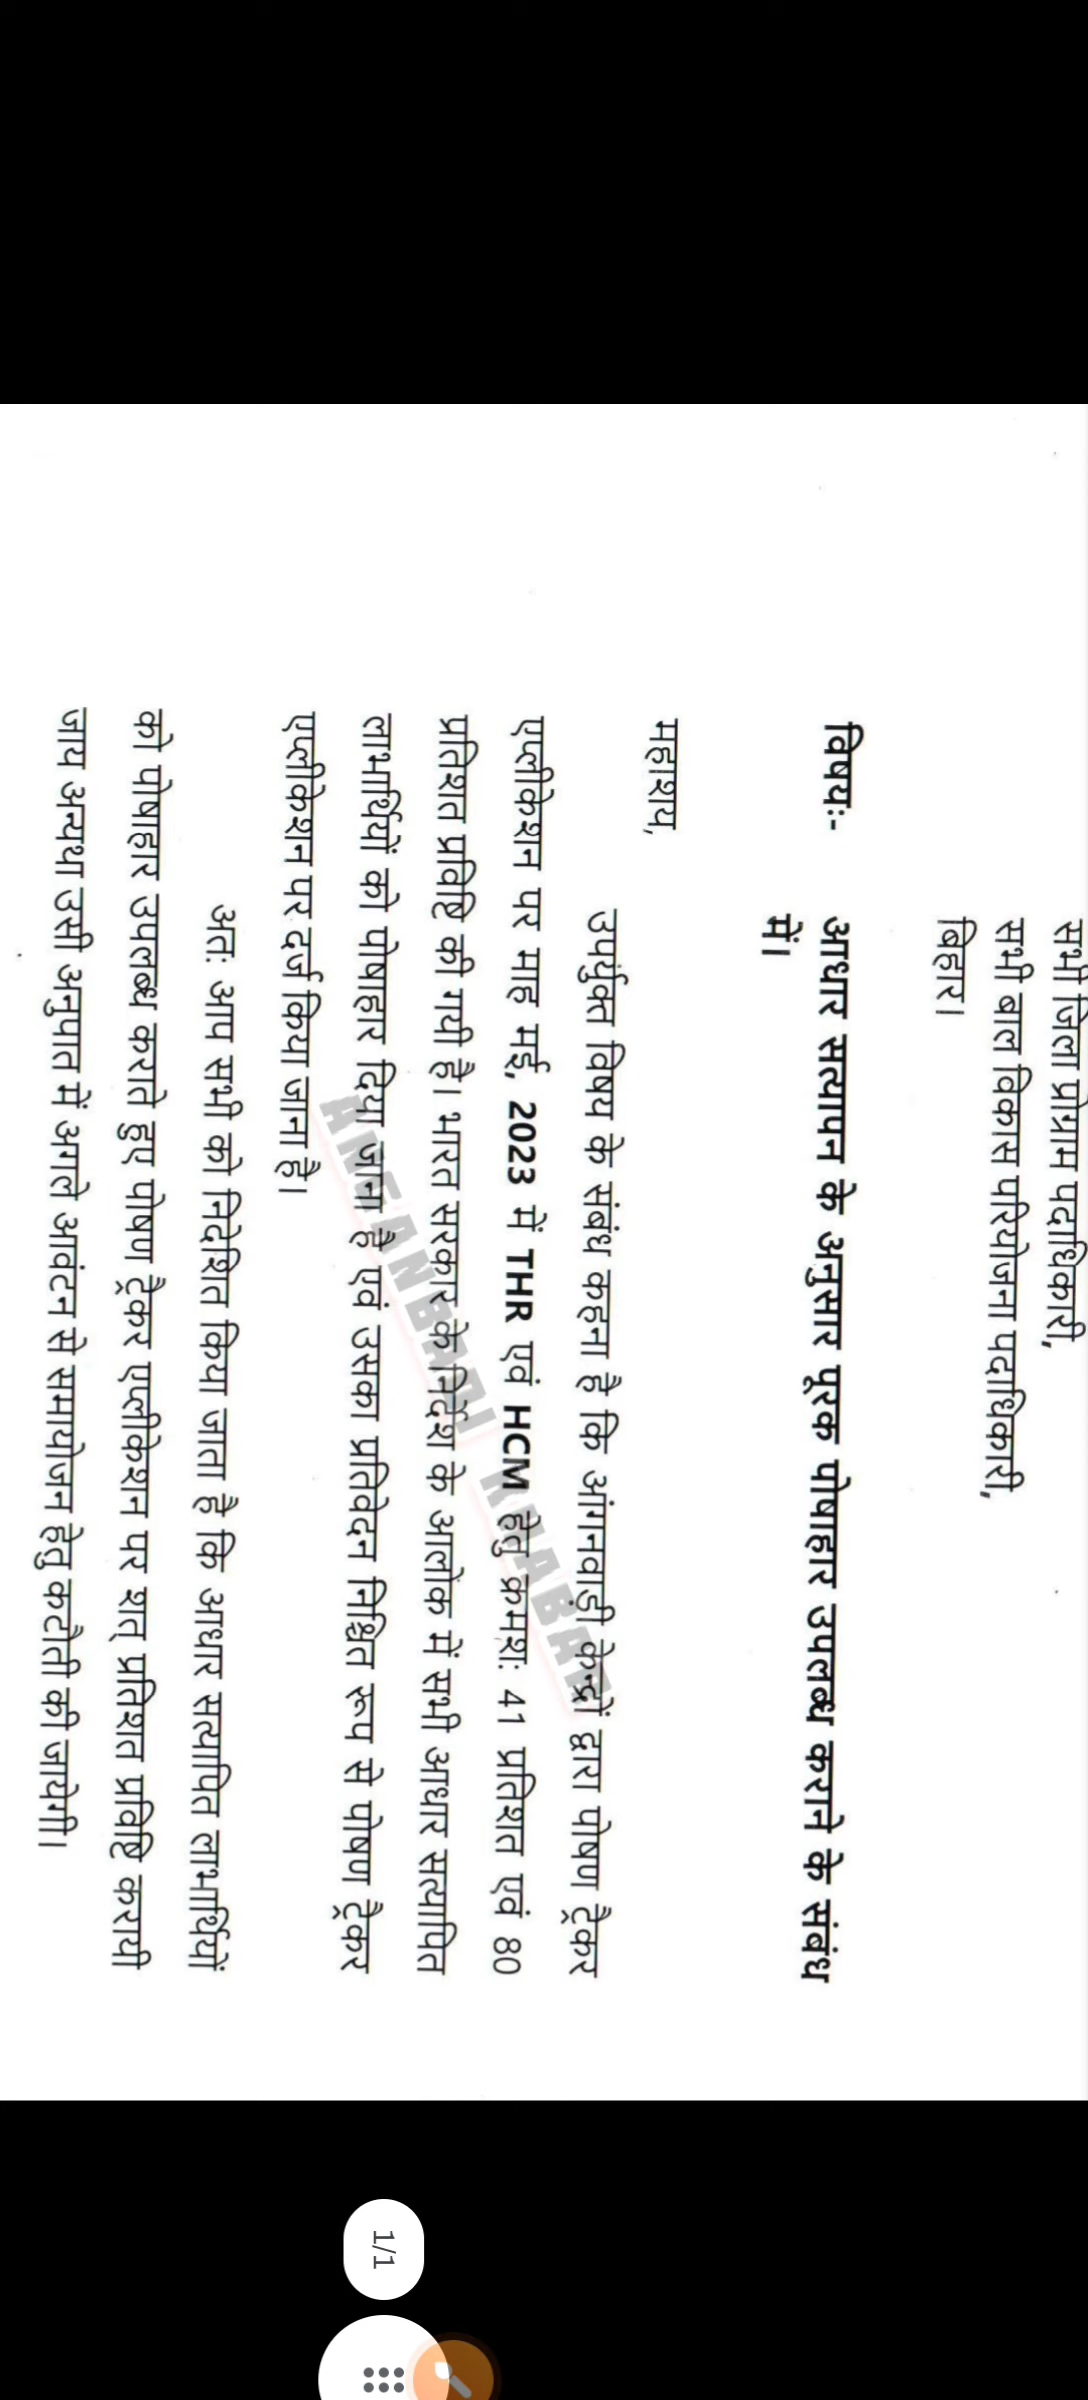 सभी जिला प्रोग्राम पदाधिकारी,
सभी बाल विकास परियोजना पदाधिकारी,
बिहार।
विषयः- आधार सत्यापन के अनुसार पूरक पोषाहार उपलब्ध कराने के संबंध
में।
महाशय,
उपर्युक्त विषय के संबंध कहना है कि आंगनवाड़ी केन्द्रों द्वारा पोषण ट्रैकर
एप्लीकेशन पर माह मई, 2023 में THR एवं HCM हेतु क्रमशः 41 प्रतिशत एवं 80
प्रतिशत प्रविष्टि की गयी है। भारत सरकार के निर्देश के आलोक में सभी आधार सत्यापित
लाभार्थियों को पोषाहार दिया जाना है एवं उसका प्रतिवेदन निश्चित रूप से पोषण ट्रैकर
एप्लीकेशन पर दर्ज किया जाना है।
अतः आप सभी को निदेशित किया जाता है कि आधार सत्यापित लाभार्थियों
को पोषाहार उपलब्ध कराते हुए पोषण ट्रैकर एप्लीकेशन पर शत् प्रतिशत प्रविष्टि करायी
जाय अन्यथा उसी अनुपात में अगले आवंटन से समायोजन हेतु कटौती की जायेगी।
ANGANBADI KHABAR
1/1